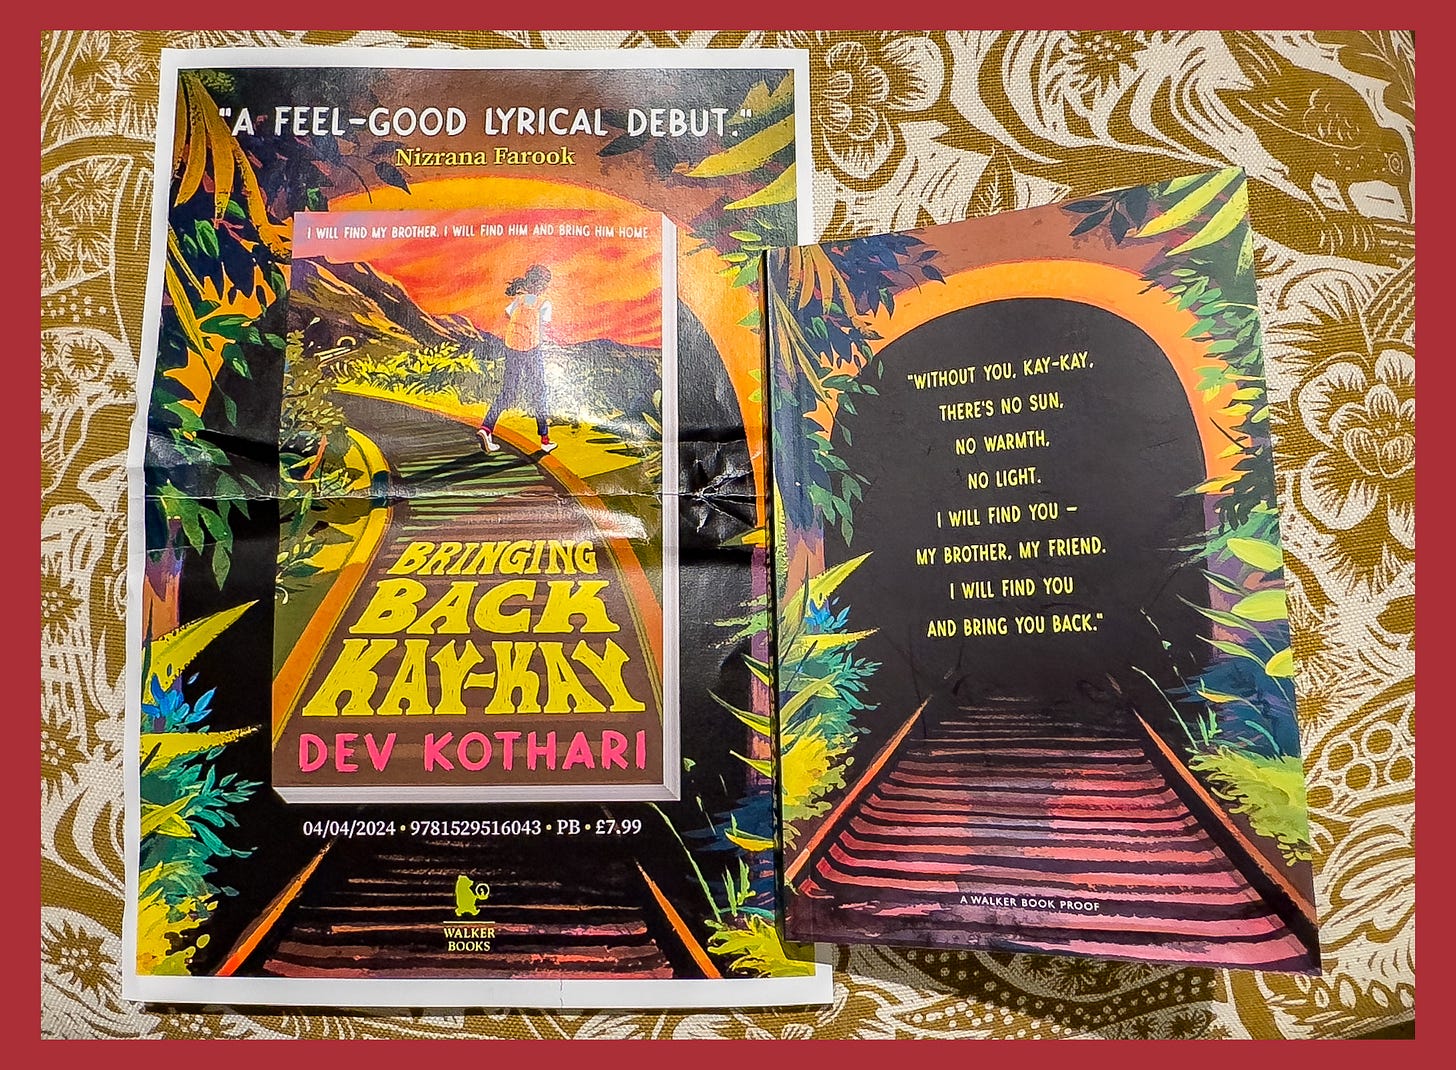 "A FEEL-GOOD LYRICAL DEBUT."
Nizrana Farook
I WILL FIND MY BROTHER. I WILL FIND HIM AND BRING HIM HOME.
BRINGING
BACK
KAY-KAY
DEV KOTHARI
04/04/2024 • 9781529516043 • PB • £7.99
WALKER
BOOKS
"WITHOUT YOU, KAY-KAY,
THERE'S NO SUN,
NO WARMTH,
NO LIGHT.
I WILL FIND YOU –
MY BROTHER, MY FRIEND.
I WILL FIND YOU
AND BRING YOU BACK."
A WALKER BOOK PROOF